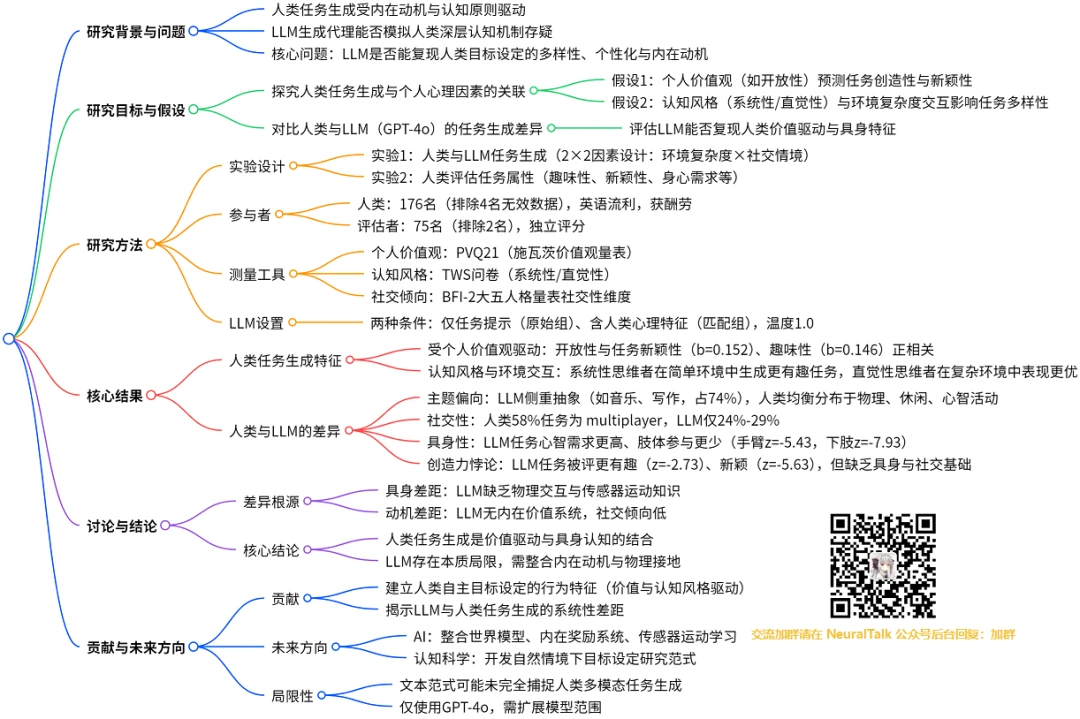 研究背景与问题
人类任务生成受内在动机与认知原则驱动
LLM生成代理能否模拟人类深层认知机制存疑
核心问题：LLM是否能复现人类目标设定的多样性、个性化与内在动机
研究目标与假设
探究人类任务生成与个人心理因素的关联
假设1：个人价值观（如开放性）预测任务创造性与新颖性
假设2：认知风格（系统性/直觉性）与环境复杂度交互影响任务多样性
对比人类与LLM（GPT-4o）的任务生成差异
评估LLM能否复现人类价值驱动与具身特征
研究方法
实验设计
实验1：人类与LLM任务生成（2×2因素设计：环境复杂度×社交情境）
实验2：人类评估任务属性（趣味性、新颖性、身心需求等）
参与者
人类：176名（排除4名无效数据），英语流利，获酬劳
评估者：75名（排除2名），独立评分
测量工具
个人价值观：PVQ21（施瓦茨价值观量表）
认知风格：TWS问卷（系统性/直觉性）
社交倾向：BFI-2大五人格量表社交性维度
LLM设置
两种条件：仅任务提示（原始组）、含人类心理特征（匹配组），温度1.0
核心结果
人类任务生成特征
受个人价值观驱动：开放性与任务新颖性（b=0.152）、趣味性（b=0.146）正相关
认知风格与环境交互：系统性思维者在简单环境中生成更有趣任务，直觉性思维者在复杂环境中表现更优
人类与LLM的差异
主题偏向：LLM侧重抽象（如音乐、写作，占74%），人类均衡分布于物理、休闲、心智活动
社交性：人类58%任务为 multiplayer，LLM仅24%-29%
具身性：LLM任务心智需求更高、肢体参与更少（手臂z=-5.43，下肢z=-7.93）
创造力悖论：LLM任务被评更有趣（z=-2.73）、新颖（z=-5.63），但缺乏具身与社交基础
讨论与结论
差异根源
具身差距：LLM缺乏物理交互与传感器运动知识
动机差距：LLM无内在价值系统，社交倾向低
核心结论
人类任务生成是价值驱动与具身认知的结合
LLM存在本质局限，需整合内在动机与物理接地
贡献与未来方向
贡献
建立人类自主目标设定的行为特征（价值与认知风格驱动）
揭示LLM与人类任务生成的系统性差距
未来方向
AI：整合世界模型、内在奖励系统、传感器运动学习
认知科学：开发自然情境下目标设定研究范式
局限性
文本范式可能未完全捕捉人类多模态任务生成
仅使用GPT-4o，需扩展模型范围
交流加群请在 NeuralTalk 公众号后台回复：加群